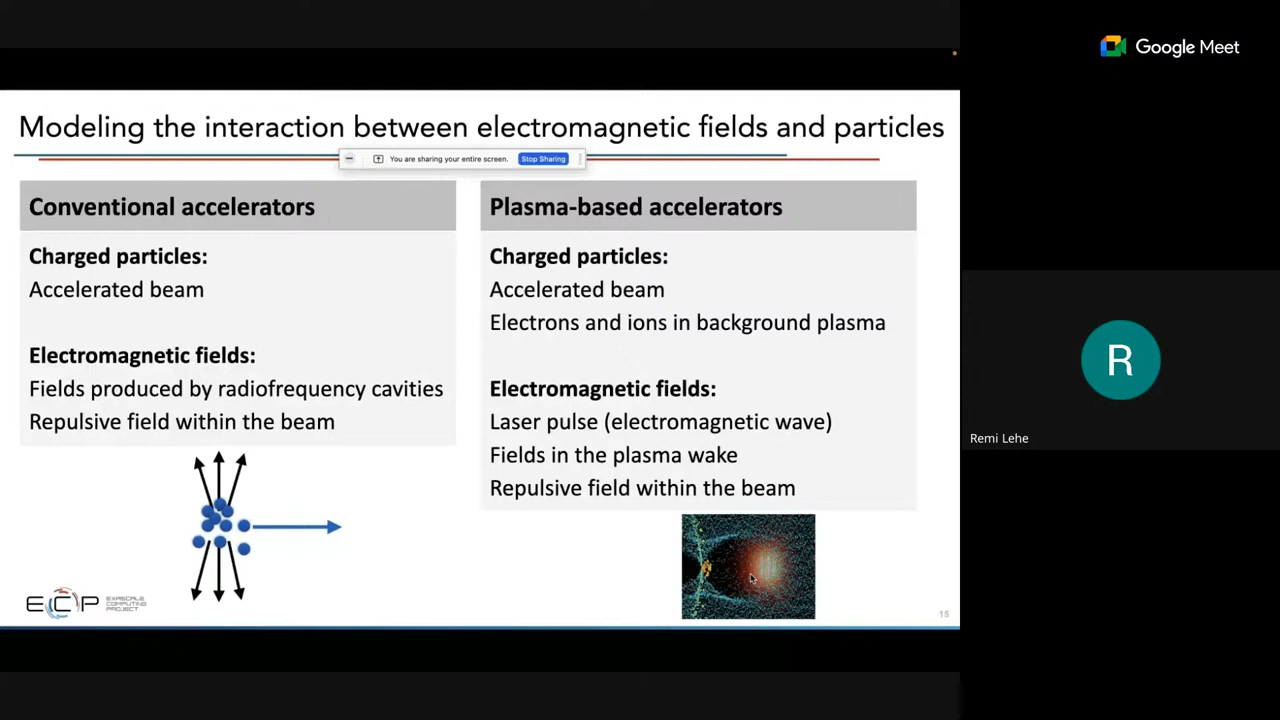 Google Meet
Modeling the interaction between electromagnetic fields and particles
You are sharing your entire screen. Stop Sharing
Conventional accelerators
Charged particles:
Accelerated beam
Electromagnetic fields:
Fields produced by radiofrequency cavities
Repulsive field within the beam
Plasma-based accelerators
Charged particles:
Accelerated beam
Electrons and ions in background plasma
Electromagnetic fields:
Laser pulse (electromagnetic wave)
Fields in the plasma wake
Repulsive field within the beam
ECP
EXASCALE
COMPUTING
PROJECT
15
R
Remi Lehe